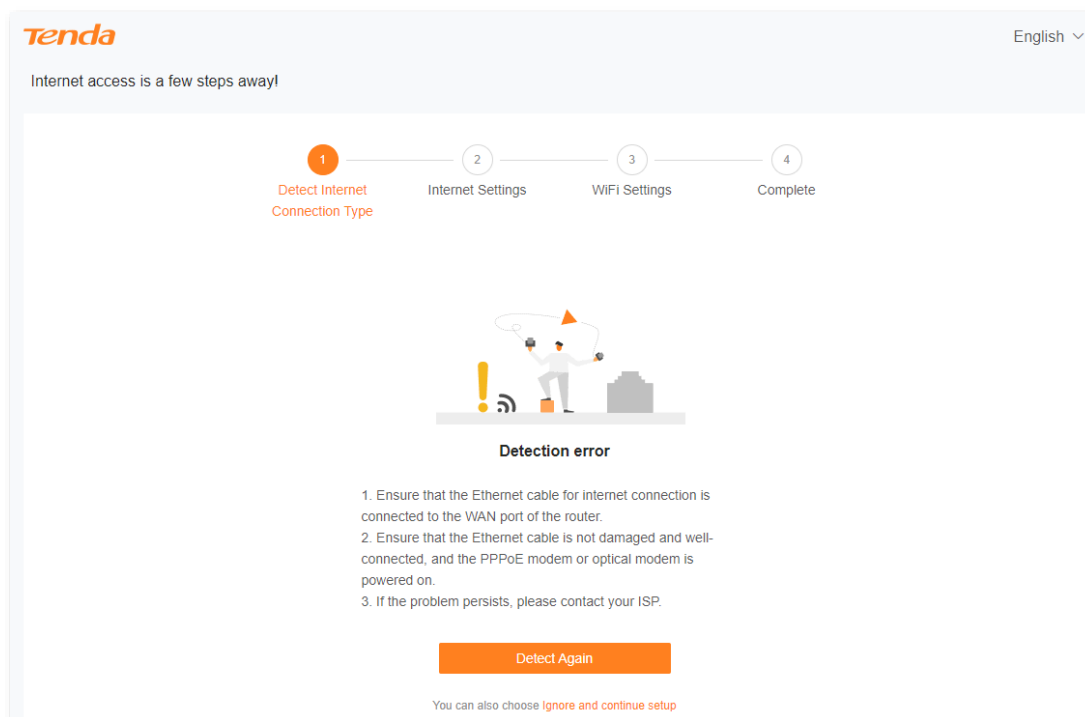 Tenda
English
Internet access is a few steps away!
1
2
3
4
Detect Internet
Connection Type
Internet Settings
WiFi Settings
Complete
Detection error
1. Ensure that the Ethernet cable for internet connection is
connected to the WAN port of the router.
2. Ensure that the Ethernet cable is not damaged and well-
connected, and the PPPoE modem or optical modem is
powered on.
3. If the problem persists, please contact your ISP.
Detect Again
You can also choose Ignore and continue setup